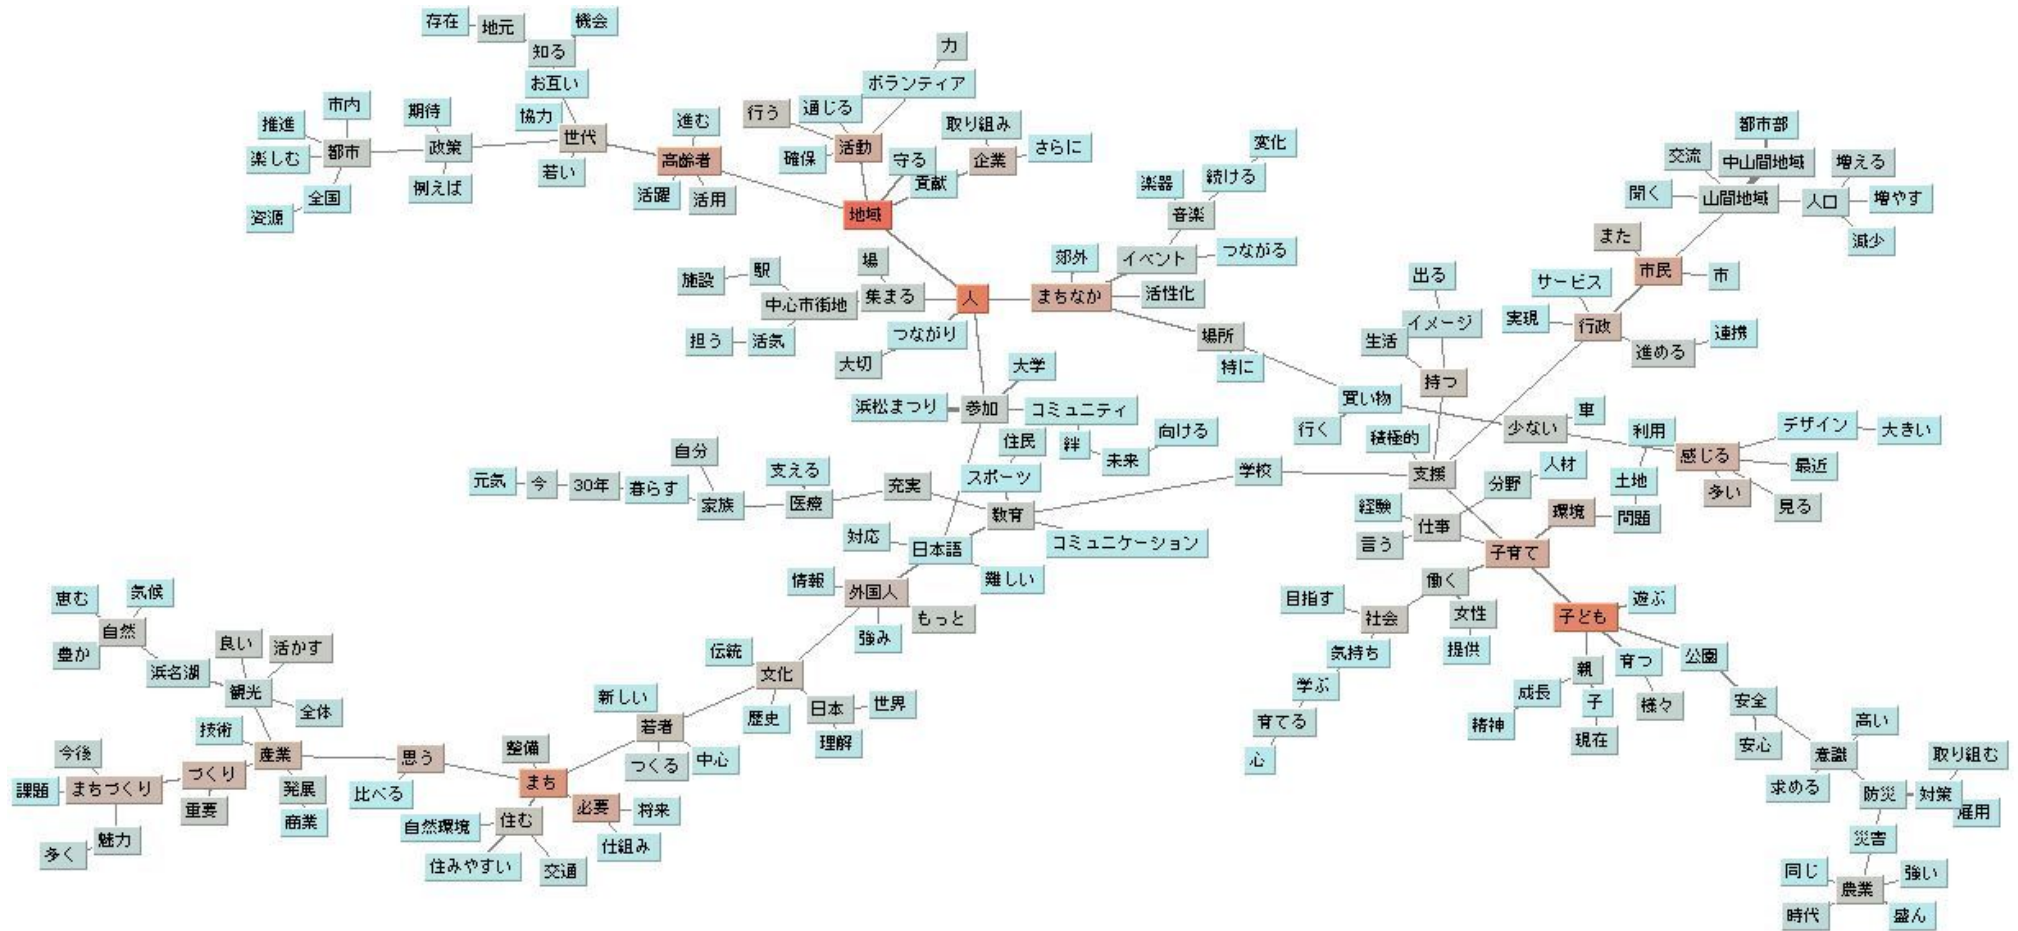 存在
地元
機会
知る
お互い
協力
世代
若い
市内
推進
楽しむ
都市
全国
資源
期待
政策
例えば
進む
高齢者
活躍
活用
力
ボランティア
行う
通じる
確保
活動
守る
取り組み
企業
さらに
貢献
地域
変化
楽器
続ける
音楽
郊外
イベント
つながる
まちなか
活性化
場所
特に
施設
駅
場
中心市街地
集まる
人
担う
活気
つながり
大切
大学
浜松まつり
参加
コミュニティ
絆
未来
向ける
住民
スポーツ
都市部
交流
中山間地域
増える
聞く
山間地域
人口
増やす
減少
また
市民
市
サービス
実現
行政
進める
連携
出る
イメージ
生活
持つ
積極的
支援
学校
買い物
行く
少ない
車
利用
感じる
デザイン
大きい
最近
多い
見る
土地
問題
環境
人材
分野
経験
仕事
言う
子育て
自分
元気
今
30年
暮らす
家族
支える
医療
充実
教育
コミュニケーション
対応
日本語
難しい
情報
外国人
もっと
強み
伝統
文化
歴史
日本
世界
理解
新しい
若者
つくる
中心
整備
まち
必要
将来
仕組み
住む
自然環境
住みやすい
交通
思う
比べる
恵む
気候
自然
豊か
浜名湖
良い
活かす
観光
全体
技術
産業
発展
商業
づくり
重要
今後
課題
まちづくり
魅力
多く
働く
目指す
社会
女性
提供
気持ち
学ぶ
育てる
心
子ども
遊ぶ
親
育つ
公園
成長
精神
子
現在
様々
安全
安心
意識
高い
求める
防災
対策
取り組む
雇用
災害
同じ
農業
強い
時代
盛ん